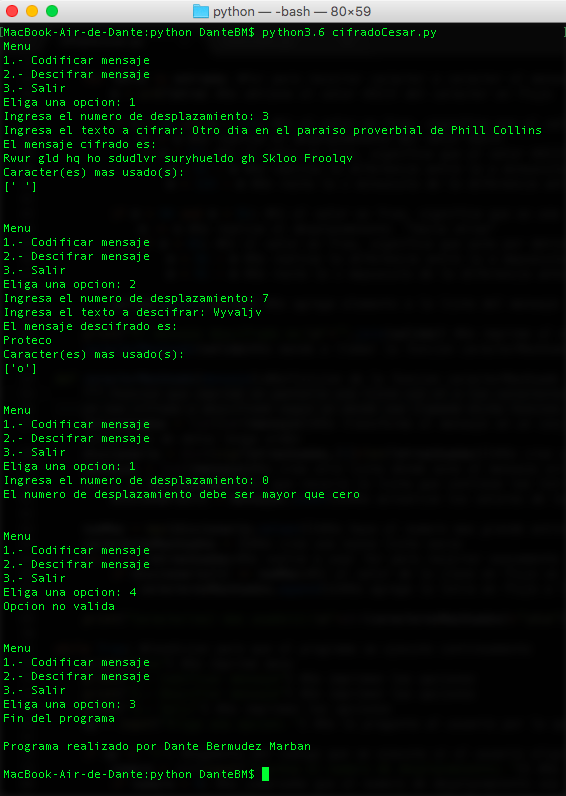 python — -bash — 80×59
[MacBook-Air-de-Dante:python DanteBM$ python3.6 cifradoCesar.py ]
Menu
1.- Codificar mensaje
2.- Descifrar mensaje
3.- Salir
Eliga una opcion: 1
Ingresa el numero de desplazamiento: 3
Ingresa el texto a cifrar: Otro dia en el paraiso proverbial de Phill Collins
El mensaje cifrado es:
Rwur gld hq ho sdudlvr suryhueldo gh Skloo Froolqv
Caracter(es) mas usado(s):
[' ']
Menu
1.- Codificar mensaje
2.- Descifrar mensaje
3.- Salir
Eliga una opcion: 2
Ingresa el numero de desplazamiento: 7
Ingresa el texto a descifrar: Wyvaljv
El mensaje descifrado es:
Proteco
Caracter(es) mas usado(s):
['o']
Menu
1.- Codificar mensaje
2.- Descifrar mensaje
3.- Salir
Eliga una opcion: 1
Ingresa el numero de desplazamiento: 0
El numero de desplazamiento debe ser mayor que cero
Menu
1.- Codificar mensaje
2.- Descifrar mensaje
3.- Salir
Eliga una opcion: 4
Opcion no valida
Menu
1.- Codificar mensaje
2.- Descifrar mensaje
3.- Salir
Eliga una opcion: 3
Fin del programa
Programa realizado por Dante Bermudez Marban
MacBook-Air-de-Dante:python DanteBM$